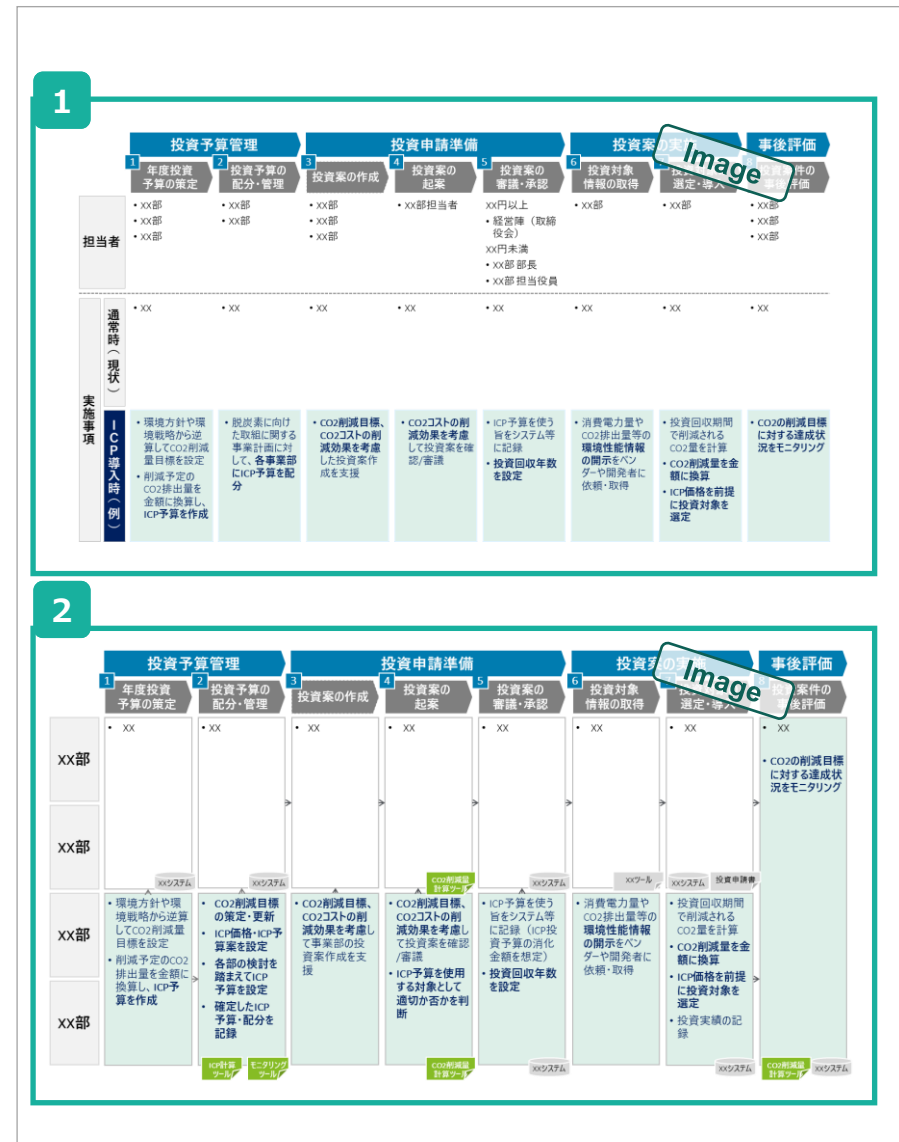 1
投資予算管理
投資申請準備
投資案の実施
事後評価
1
年度投資
予算の策定
2
投資予算の
配分・管理
3
投資案の作成
4
投資案の
起案
5
投資案の
審議・承認
6
投資対象
情報の取得
選定・導入
Image
事後評価
担当者
• xx部
• xx部
• xx部
• xx部
• xx部
• xx部
• xx部
• xx部
• xx部担当者
xx円以上
• 経営陣（取締
役会）
xx円未満
• xx部 部長
• xx部 担当役員
• xx部
• xx部
• xx部
• xx部
• xx部
実施事項
通常時（現状）
• xx
• xx
• xx
• xx
• xx
• xx
• xx
• xx
ICP導入時（例）
• 環境方針や環
境戦略から逆
算してCO2削減
量目標を設定
• 削減予定の
CO2排出量を
金額に換算し、
ICP予算を作成
• 脱炭素に向け
た取組に関する
事業計画に対
して、各事業部
にICP予算を配
分
• CO2削減目標、
CO2コストの削
減効果を考慮
した投資案作
成を支援
• CO2コストの削
減効果を考慮
して投資案を確
認/審議
• ICP予算を使う
旨をシステム等
に記録
• 投資回収年数
を設定
• 消費電力量や
CO2排出量等の
環境性能情報
の開示をベン
ダーや開発者に
依頼・取得
• 投資回収期間
で削減される
CO2量を計算
• CO2削減量を金
額に換算
• ICP価格を前提
に投資対象を
選定
• CO2の削減目標
に対する達成状
況をモニタリング
2
投資予算管理
投資申請準備
投資案の実施
事後評価
1
年度投資
予算の策定
2
投資予算の
配分・管理
3
投資案の作成
4
投資案の
起案
5
投資案の
審議・承認
6
投資対象
情報の取得
選定・導入
Image
事後評価
xx部
xx部
xx部
xx部
• xx
• xx
• xx
• xx
• xx
• xx
• xx
• xx
• CO2の削減目標
に対する達成状
況をモニタリング
xxシステム
xxシステム
CO2削減量
計算ツール
xxシステム
xxツール
xxシステム
投資申請書
• 環境方針や環
境戦略から逆算
してCO2削減量
目標を設定
• 削減予定のCO2
排出量を金額に
換算し、ICP予
算を作成
• CO2削減目標
の策定・更新
• ICP価格・ICP予
算案を設定
• 各部の検討を
踏まえてICP
予算を設定
• 確定したICP
予算・配分を
記録
• CO2削減目標、
CO2コストの削
減効果を考慮し
て事業部の投
資案作成を支
援
• CO2削減目標、
CO2コストの削
減効果を考慮し
て投資案を確認
/審議
• ICP予算を使用
する対象として
適切か否かを判
断
• ICP予算を使う
旨をシステム等
に記録（ICP投
資予算の消化
金額を想定）
• 投資回収年数
を設定
• 消費電力量や
CO2排出量等の
環境性能情報
の開示をベン
ダーや開発者に
依頼・取得
• 投資回収期間
で削減される
CO2量を計算
• CO2削減量を金
額に換算
• ICP価格を前提
に投資対象を
選定
• 投資実績の記
録
ICP計算
ツール
モニタリング
ツール
CO2削減量
計算ツール
xxシステム
xxシステム
CO2削減量
計算ツール
xxシステム